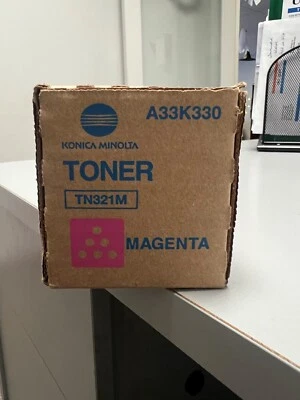 A33K330
KONICA MINOLTA
TONER
TN321M
MAGENTA